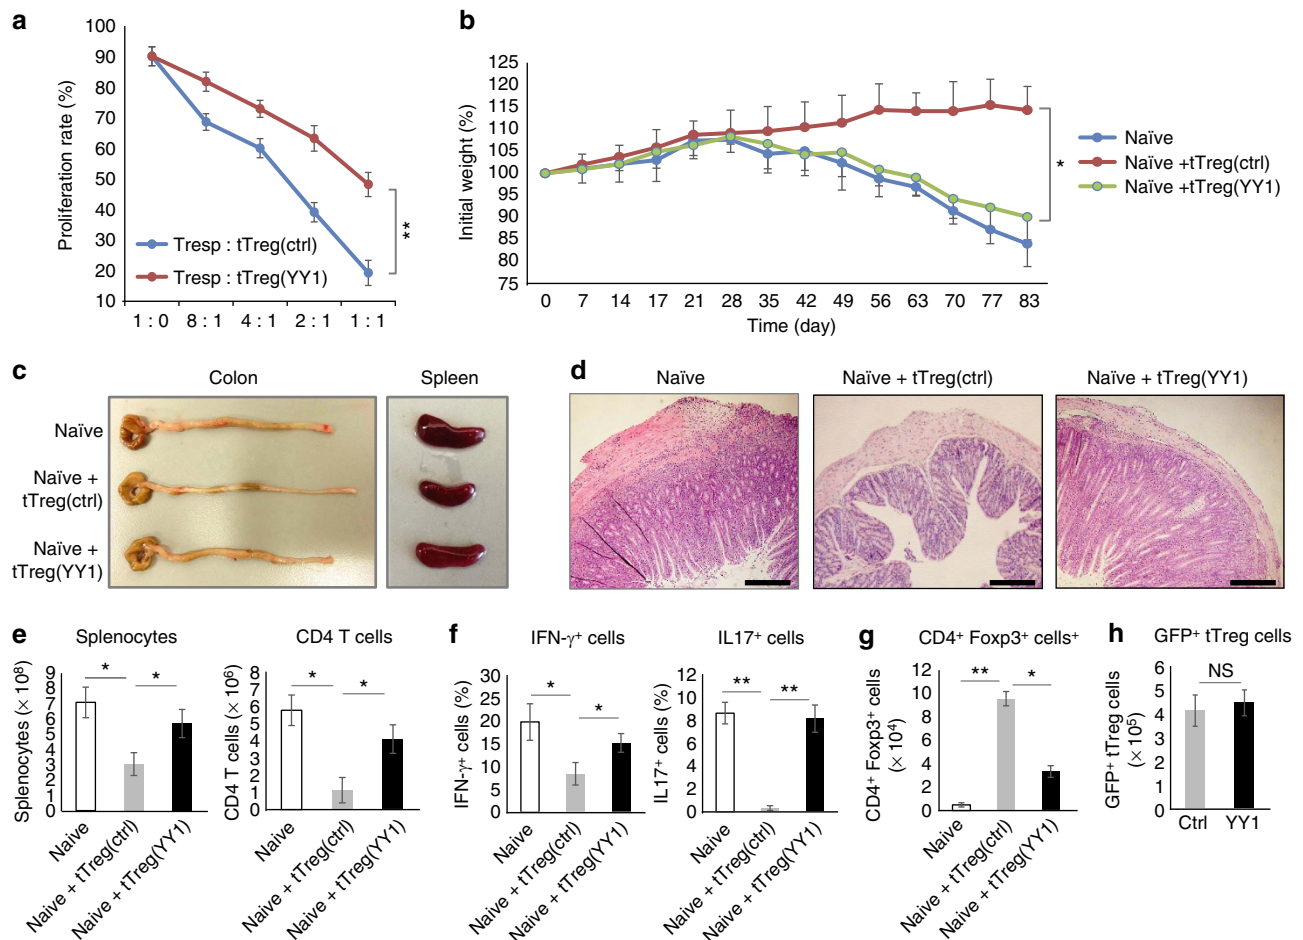 a
100
90
80
70
60
50
40
30
20
10
Proliferation rate (%)
Tresp : tTreg(ctrl)
Tresp : tTreg(YY1)
**
1 : 0 8 : 1 4 : 1 2 : 1 1 : 1
b
125
120
115
110
105
100
95
90
85
80
75
Initial weight (%)
0 7 14 17 21 28 35 42 49 56 63 70 77 83
Time (day)
*
Naïve
Naïve +tTreg(ctrl)
Naïve +tTreg(YY1)
c
Colon Spleen
Naïve
Naïve +
tTreg(ctrl)
Naïve +
tTreg(YY1)
d
Naïve Naïve + tTreg(ctrl) Naïve + tTreg(YY1)
e
Splenocytes
Splenocytes (× 10⁸)
9
8
7
6
5
4
3
2
1
0
* *
Naive
Naive + tTreg(ctrl)
Naive + tTreg(YY1)
CD4 T cells
CD4 T cells (× 10⁶)
8
7
6
5
4
3
2
1
0
* *
Naive
Naive + tTreg(ctrl)
Naive + tTreg(YY1)
f
IFN-γ⁺ cells
IFN-γ⁺ cells (%)
30
25
20
15
10
5
0
* *
Naive
Naive + tTreg(ctrl)
Naive + tTreg(YY1)
IL17⁺ cells
IL17⁺ cells (%)
12
10
8
6
4
2
0
** **
Naive
Naive + tTreg(ctrl)
Naive + tTreg(YY1)
g
CD4⁺ Foxp3⁺ cells⁺
CD4⁺ Foxp3⁺ cells
(× 10⁴)
12
10
8
6
4
2
0
** *
Naive
Naive + tTreg(ctrl)
Naive + tTreg(YY1)
h
GFP⁺ tTreg cells
GFP⁺ tTreg cells
(× 10⁵)
6
5
4
3
2
1
0
NS
Ctrl YY1